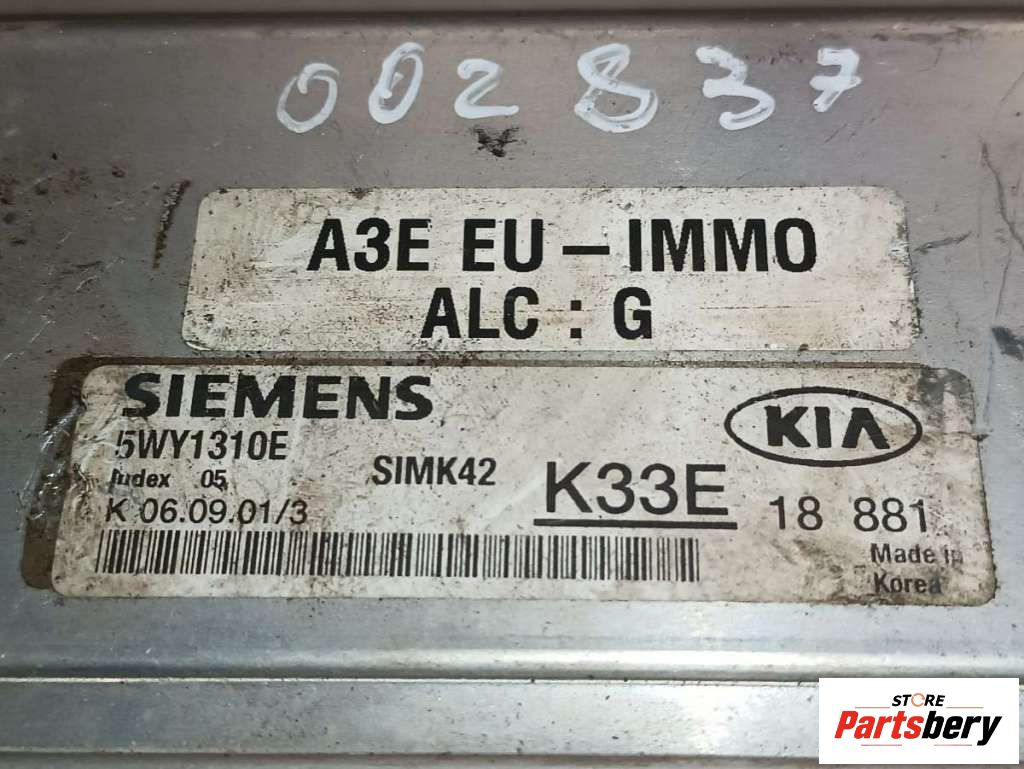 002837
A3E EU – IMMO
ALC : G
SIEMENS
5WY1310E
Index 05
SIMK42
K33E
KIA
18 881
K 06.09.01/3
Made in
Korea
STORE
Partsbery